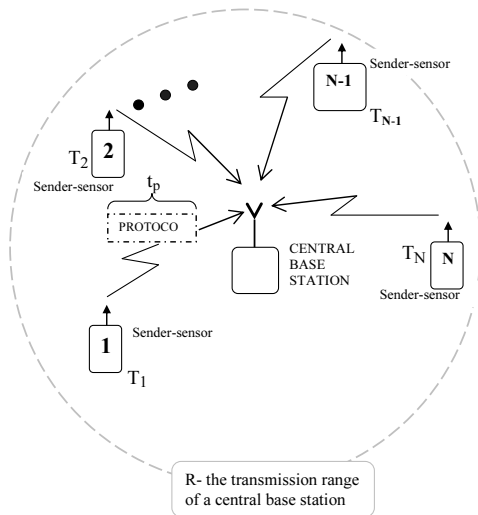 N-1
Sender-sensor
T_N-1
2
T_2
Sender-sensor
t_p
PROTOCO
CENTRAL
BASE
STATION
T_N
N
Sender-sensor
1
Sender-sensor
T_1
R- the transmission range
of a central base station